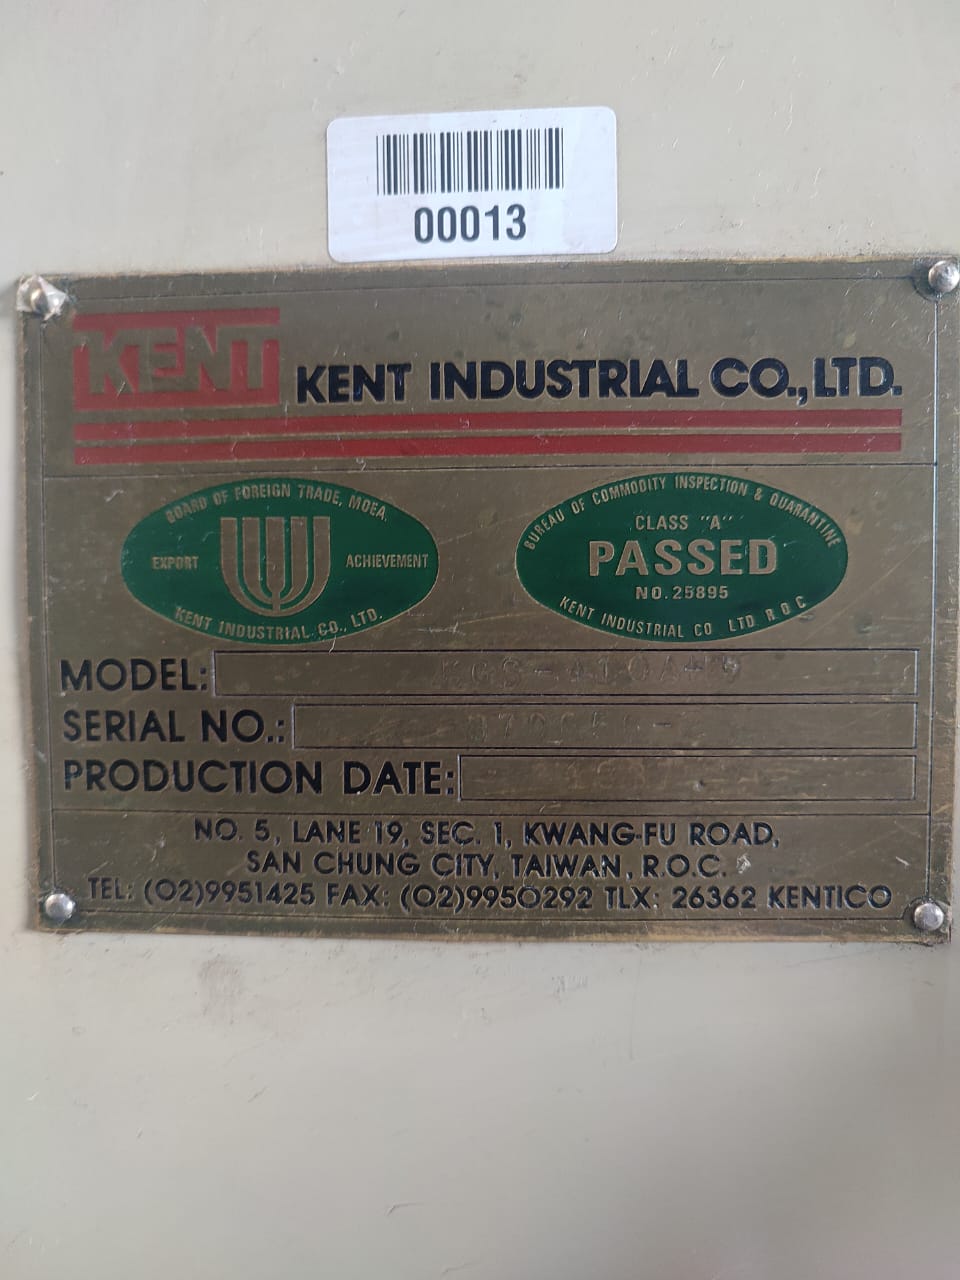 00013
KENT
KENT INDUSTRIAL CO., LTD.
BOARD OF FOREIGN TRADE, MOEA
EXPORT ACHIEVEMENT
KENT INDUSTRIAL CO., LTD.
BUREAU OF COMMODITY INSPECTION & QUARANTINE
CLASS "A"
PASSED
NO. 25895
KENT INDUSTRIAL CO LTD R O C
MODEL:
SERIAL NO.:
PRODUCTION DATE:
NO. 5, LANE 19, SEC. 1, KWANG-FU ROAD,
SAN CHUNG CITY, TAIWAN, R.O.C.
TEL: (02)9951425 FAX: (02)9950292 TLX: 26362 KENTICO